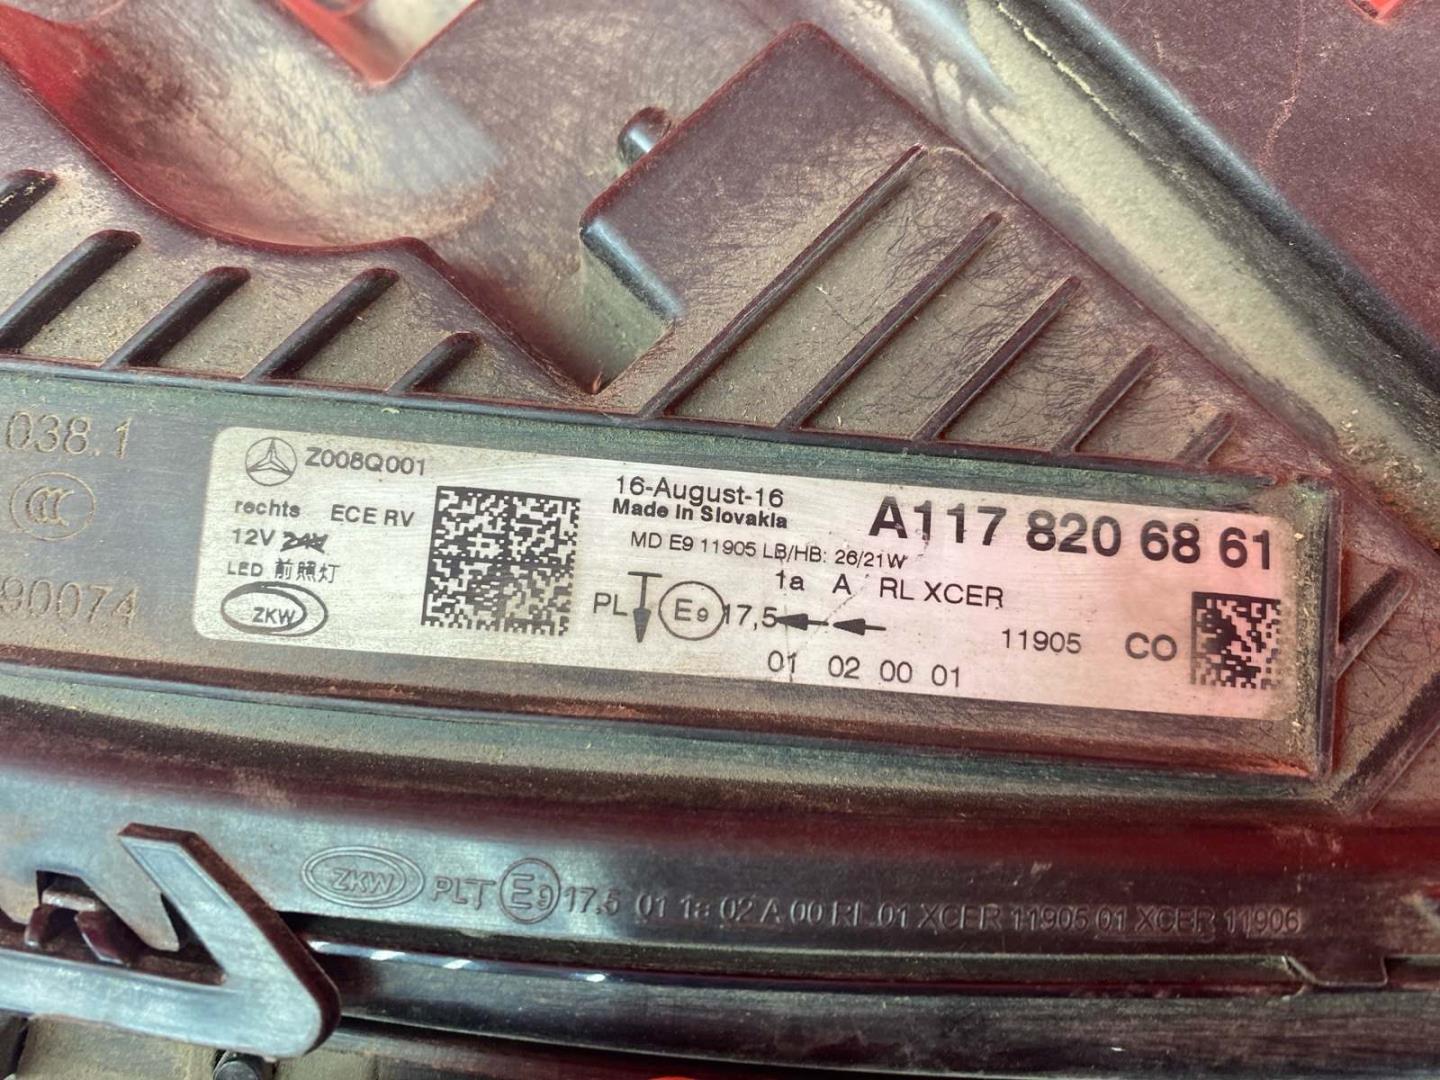 038.1
CCC
90074
Z008Q001
rechts ECE RV
12V 24V
LED 前照灯
ZKW
16-August-16
Made in Slovakia
A117 820 68 61
MD E9 11905 LB/HB: 26/21W
1a A RL XCER
PL E9 17,5
11905 CO
01 02 00 01
ZKW PLT E9 17,5 01 1a 02 A 00 RL 01 XCER 11905 01 XCER 11906